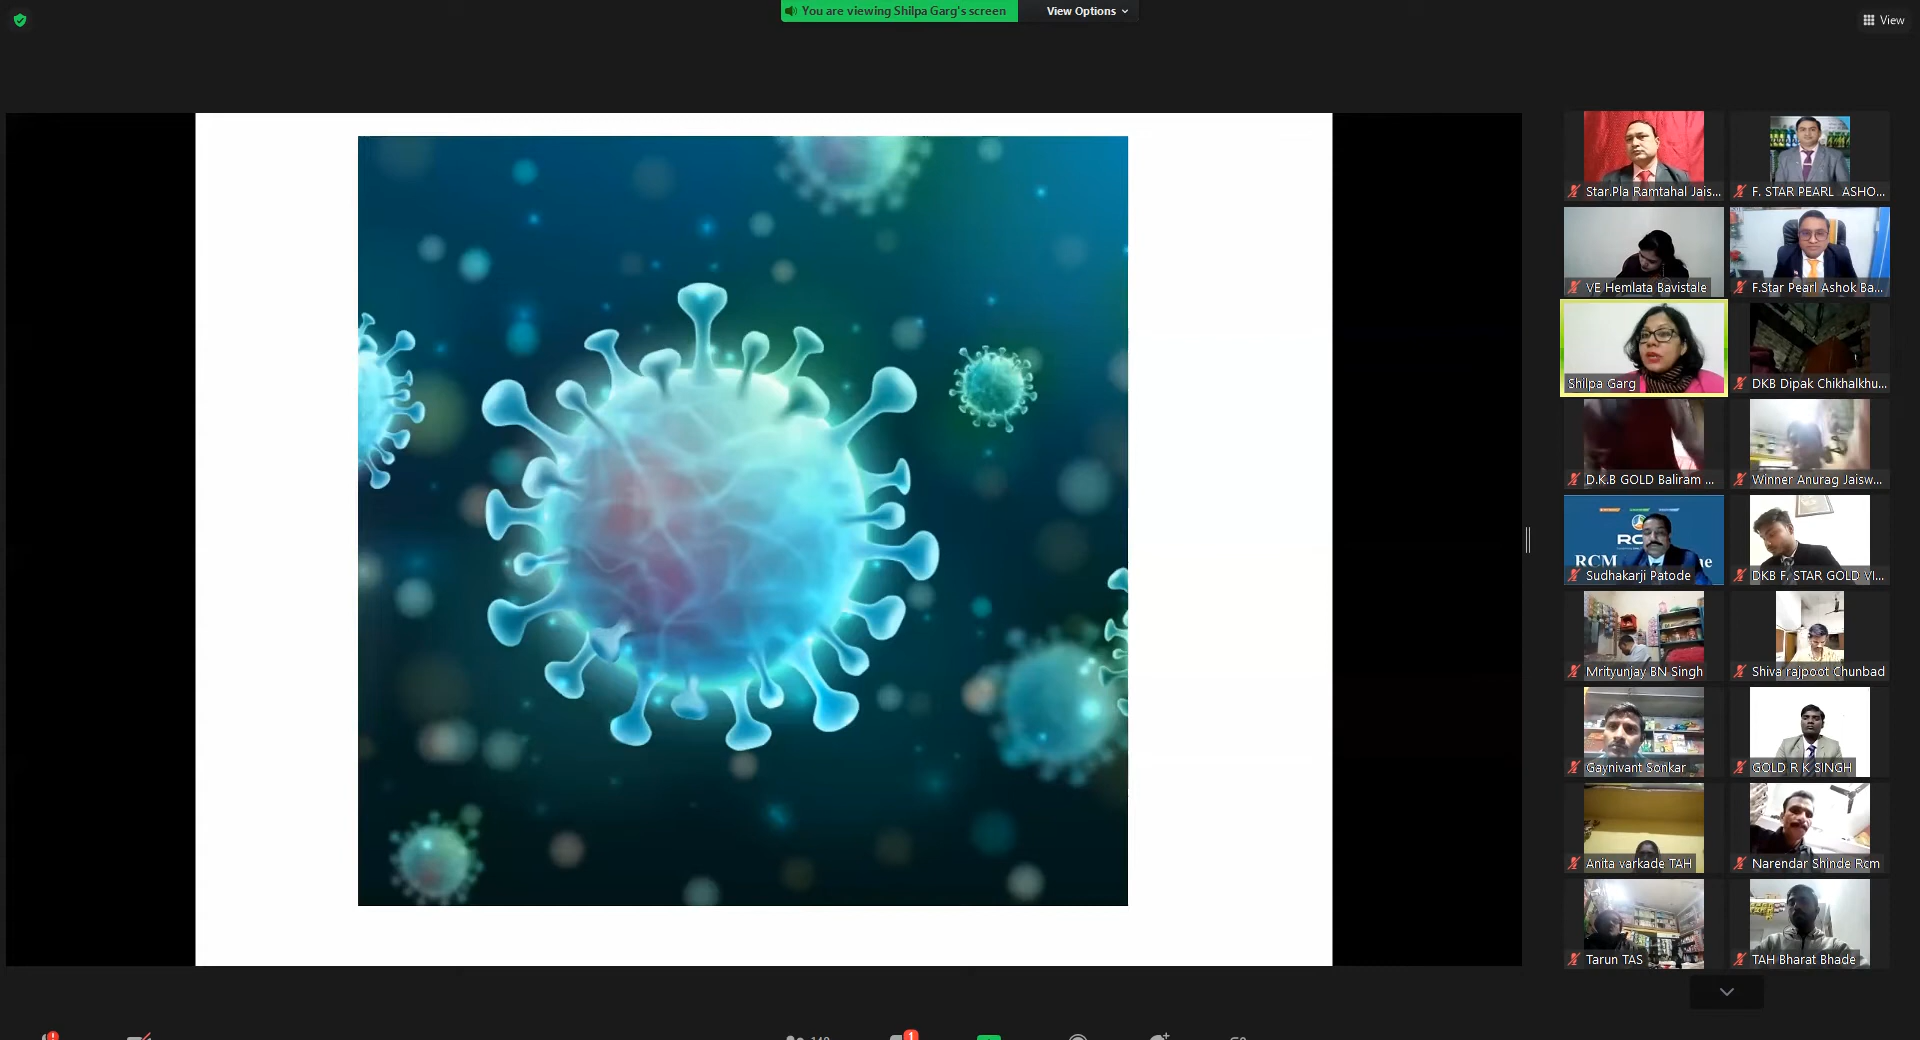 You are viewing Shilpa Garg's screen
View Options
View
Star.Pla Ramtahal Jais...
F. STAR PEARL ASHO...
VE Hemlata Bavistale
F.Star Pearl Ashok Ba...
Shilpa Garg
DKB Dipak Chikhalkhu...
D.K.B GOLD Baliram ...
Winner Anurag Jaisw...
RCM
Sudhakarji Patode
DKB F. STAR GOLD VI...
Mrityunjay BN Singh
Shiva rajpoot Chunbad
Gaynivant Sonkar
GOLD R K SINGH
Anita varkade TAH
Narendar Shinde Rcm
Tarun TAS
TAH Bharat Bhade
1